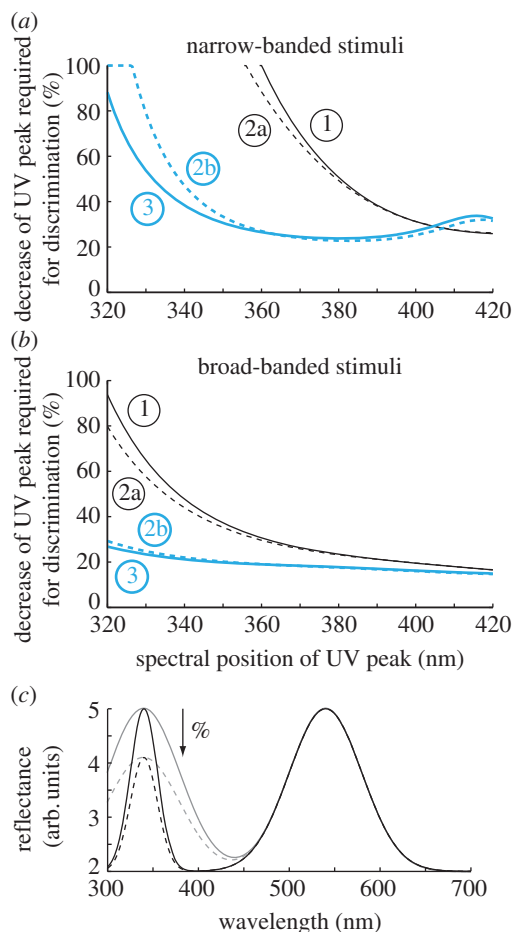 (a)
narrow-banded stimuli
decrease of UV peak required
for discrimination (%)
100
80
60
40
20
0
1
2a
2b
3
320 340 360 380 400 420
(b)
broad-banded stimuli
decrease of UV peak required
for discrimination (%)
100
80
60
40
20
0
1
2a
2b
3
320 340 360 380 400 420
spectral position of UV peak (nm)
(c)
reflectance
(arb. units)
5
4
3
2
%
300 400 500 600 700
wavelength (nm)